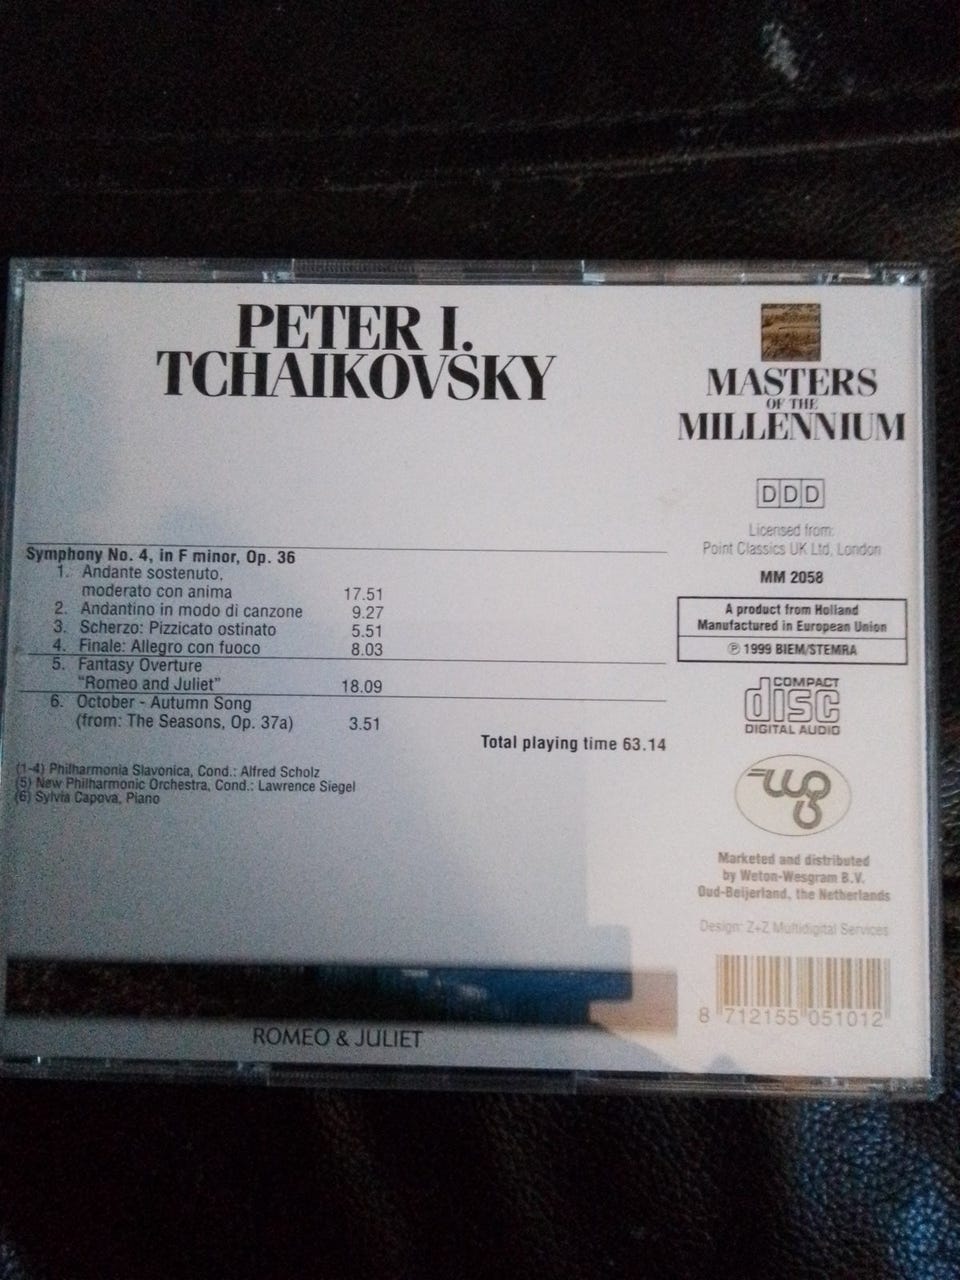 PETER I.
TCHAIKOVSKY
Symphony No. 4, in F minor, Op. 36
1. Andante sostenuto,
moderato con anima 17.51
2. Andantino in modo di canzone 9.27
3. Scherzo: Pizzicato ostinato 5.51
4. Finale: Allegro con fuoco 8.03
5. Fantasy Overture
"Romeo and Juliet" 18.09
6. October - Autumn Song
(from: The Seasons, Op. 37a) 3.51
Total playing time 63.14
(1-4) Philharmonia Slavonica, Cond.: Alfred Scholz
(5) New Philharmonic Orchestra, Cond.: Lawrence Siegel
(6) Sylvia Capova, Piano
ROMEO & JULIET
MASTERS
OF THE
MILLENNIUM
DDD
Licensed from:
Point Classics UK Ltd, London
MM 2058
A product from Holland
Manufactured in European Union
℗ 1999 BIEM/STEMRA
COMPACT
disc
DIGITAL AUDIO
wg
Marketed and distributed
by Weton-Wesgram B.V.
Oud-Beijerland, the Netherlands
Design: Z+Z Multidigital Services
8 712155 051012